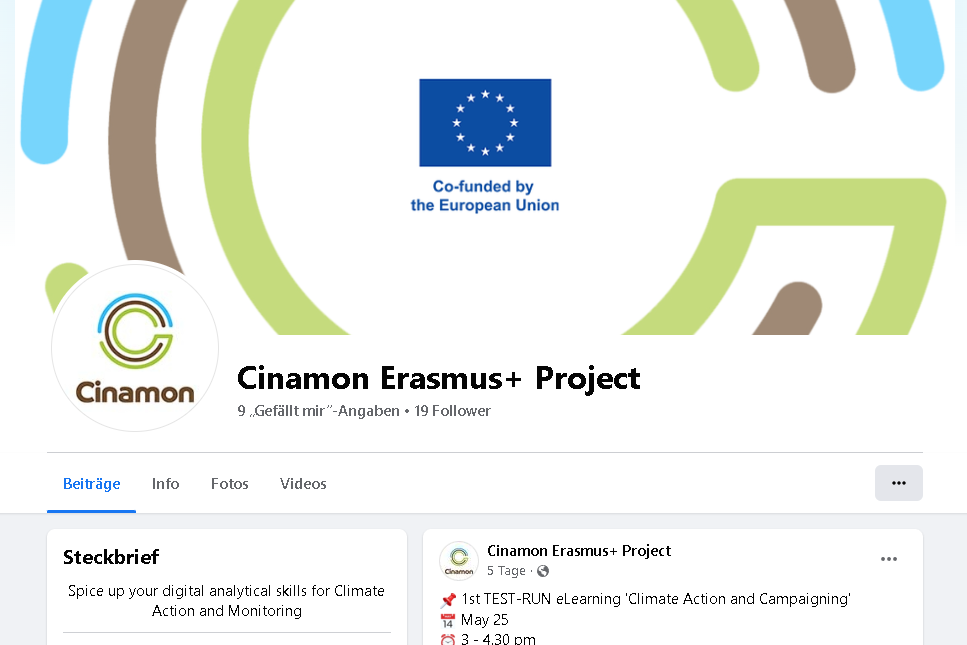 Co-funded by
the European Union
Cinamon
Cinamon Erasmus+ Project
9 „Gefällt mir“-Angaben • 19 Follower
Beiträge Info Fotos Videos
Steckbrief
Spice up your digital analytical skills for Climate
Action and Monitoring
Cinamon
Cinamon Erasmus+ Project
5 Tage ·
1st TEST-RUN eLearning 'Climate Action and Campaigning'
14 May 25
3 - 4.30 pm